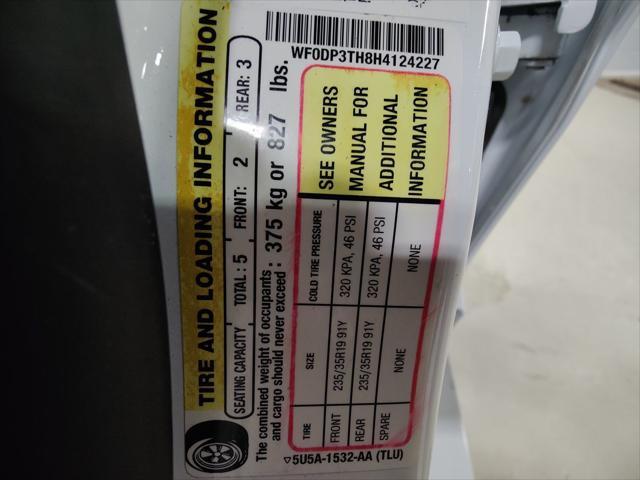 WF0DP3TH8H4124227
TIRE AND LOADING INFORMATION
SEATING CAPACITY TOTAL: 5 FRONT: 2 REAR: 3
The combined weight of occupants
and cargo should never exceed : 375 kg or 827 lbs.
TIRE SIZE COLD TIRE PRESSURE SEE OWNERS
FRONT 235/35R19 91Y 320 KPA, 46 PSI MANUAL FOR
REAR 235/35R19 91Y 320 KPA, 46 PSI ADDITIONAL
SPARE NONE NONE INFORMATION
▽5U5A-1532-AA (TLU)